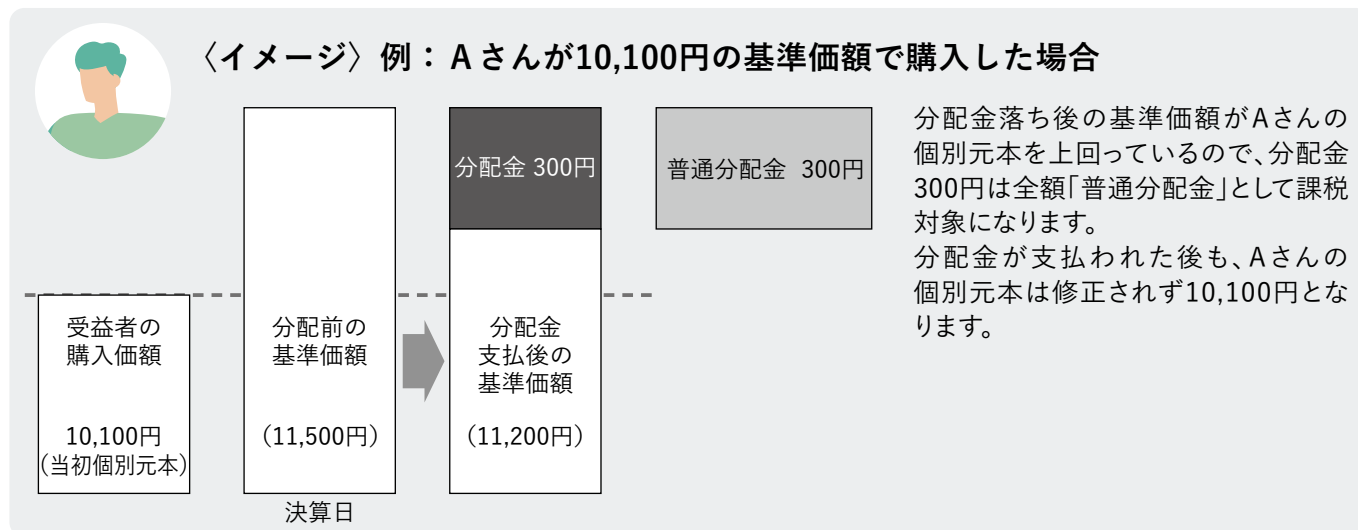 〈イメージ〉例：Aさんが10,100円の基準価額で購入した場合
受益者の
購入価額
10,100円
（当初個別元本）
分配前の
基準価額
（11,500円）
決算日
分配金 300円
分配金
支払後の
基準価額
（11,200円）
普通分配金 300円
分配金落ち後の基準価額がAさんの
個別元本を上回っているので、分配金
300円は全額「普通分配金」として課税
対象になります。
分配金が支払われた後も、Aさんの
個別元本は修正されず10,100円とな
ります。